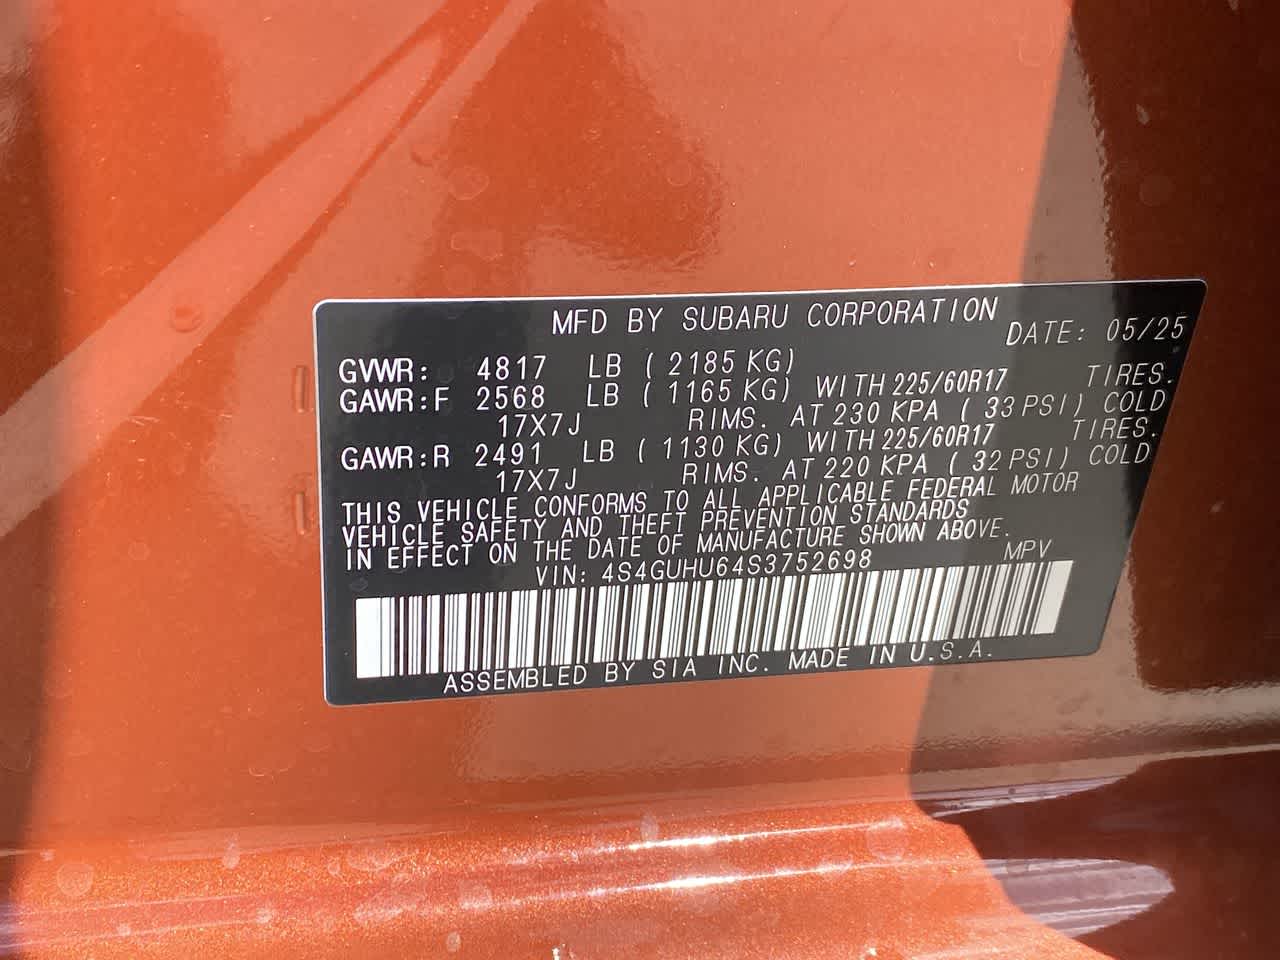 MFD BY SUBARU CORPORATION DATE: 05/25
GVWR: 4817 LB ( 2185 KG)
GAWR:F 2568 LB ( 1165 KG) WITH 225/60R17 TIRES.
17X7J RIMS. AT 230 KPA ( 33 PSI) COLD
GAWR:R 2491 LB ( 1130 KG) WITH 225/60R17 TIRES.
17X7J RIMS. AT 220 KPA ( 32 PSI) COLD
THIS VEHICLE CONFORMS TO ALL APPLICABLE FEDERAL MOTOR
VEHICLE SAFETY AND THEFT PREVENTION STANDARDS
IN EFFECT ON THE DATE OF MANUFACTURE SHOWN ABOVE.
VIN: 4S4GUHU64S3752698 MPV
ASSEMBLED BY SIA INC. MADE IN U.S.A.